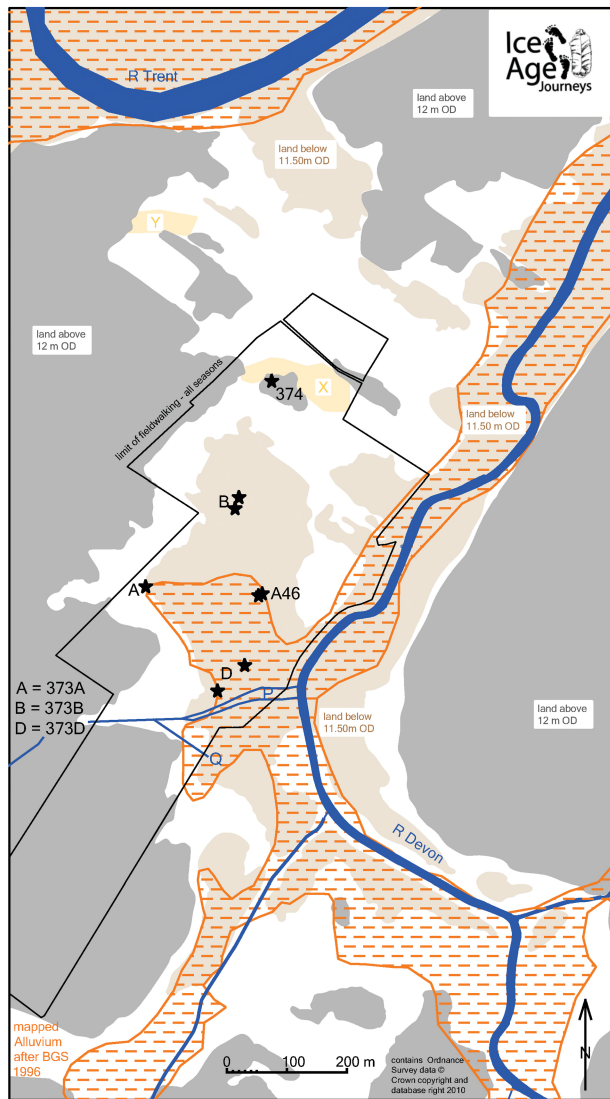 Ice
Age
Journeys
R Trent
land above
12 m OD
land below
11.50m OD
Y
land above
12 m OD
limit of fieldwalking - all seasons
X
374
land below
11.50 m OD
B
A
A46
D
P
A = 373A
B = 373B
D = 373D
land below
11.50m OD
land above
12 m OD
Q
R Devon
mapped
Alluvium
after BGS
1996
0 100 200 m
contains Ordnance
Survey data ©
Crown copyright and
database right 2010
N